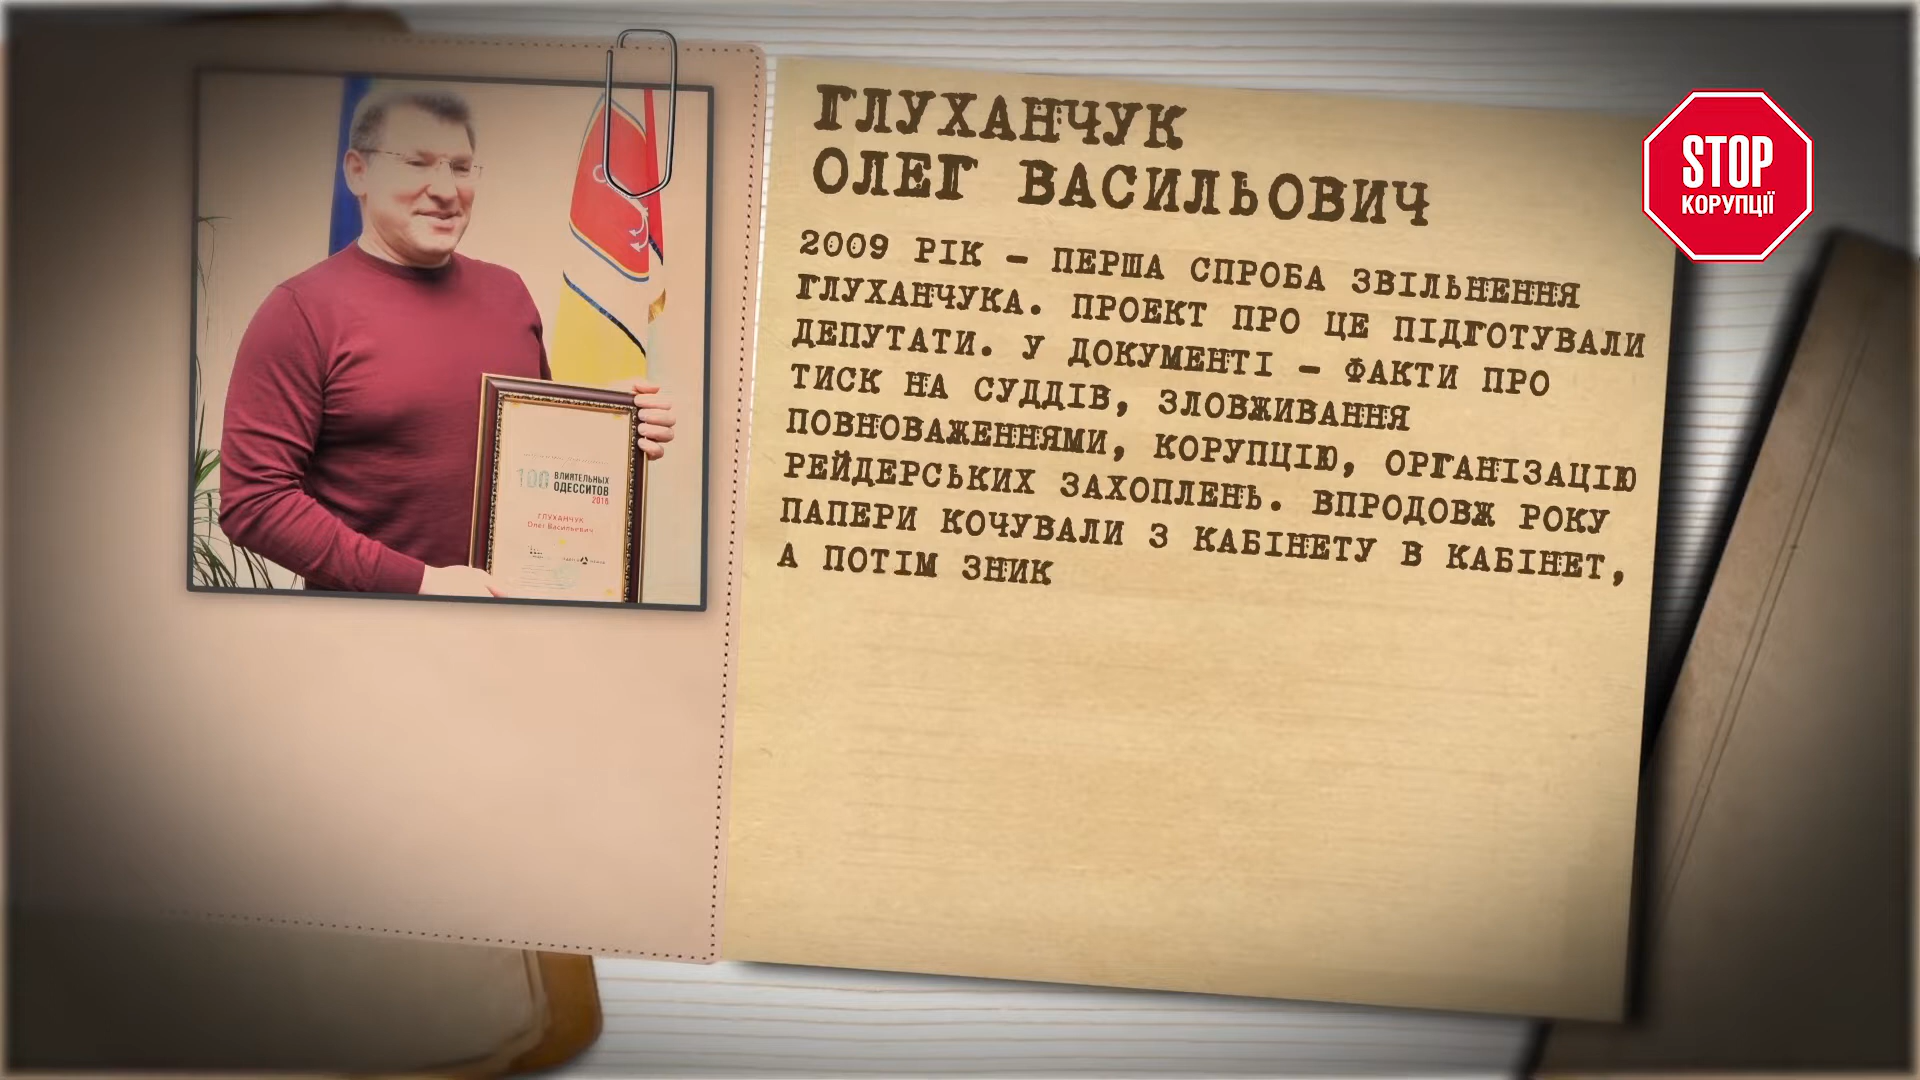 ГЛУХАНЧУК
ОЛЕГ ВАСИЛЬОВИЧ
2009 РІК – ПЕРША СПРОБА ЗВІЛЬНЕННЯ
ГЛУХАНЧУКА. ПРОЕКТ ПРО ЦЕ ПІДГОТУВАЛИ
ДЕПУТАТИ. У ДОКУМЕНТІ – ФАКТИ ПРО
ТИСК НА СУДДІВ, ЗЛОВЖИВАННЯ
ПОВНОВАЖЕННЯМИ, КОРУПЦІЮ, ОРГАНІЗАЦІЮ
РЕЙДЕРСЬКИХ ЗАХОПЛЕНЬ. ВПРОДОВЖ РОКУ
ПАПЕРИ КОЧУВАЛИ З КАБІНЕТУ В КАБІНЕТ,
А ПОТІМ ЗНИК
STOP
КОРУПЦІЇ
100 ВЛИЯТЕЛЬНЫХ
ОДЕССИТОВ
2016
ГЛУХАНЧУК
Олег Васильевич